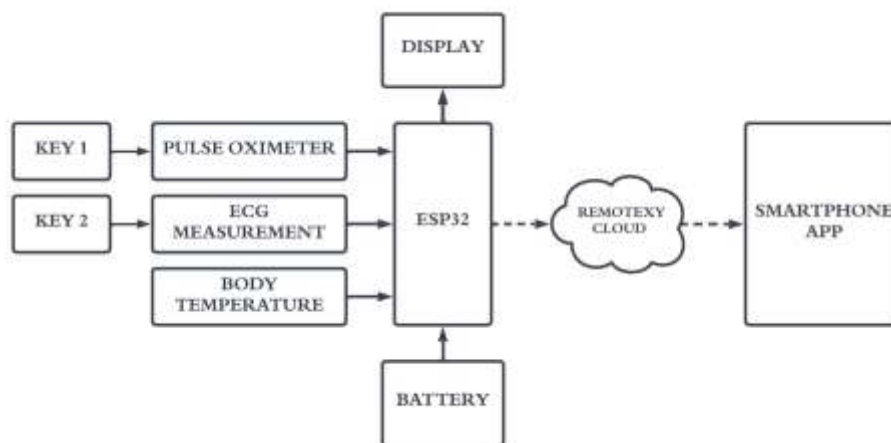 DISPLAY
KEY 1
PULSE OXIMETER
KEY 2
ECG
MEASUREMENT
BODY
TEMPERATURE
ESP32
REMOTEXY
CLOUD
SMARTPHONE
APP
BATTERY